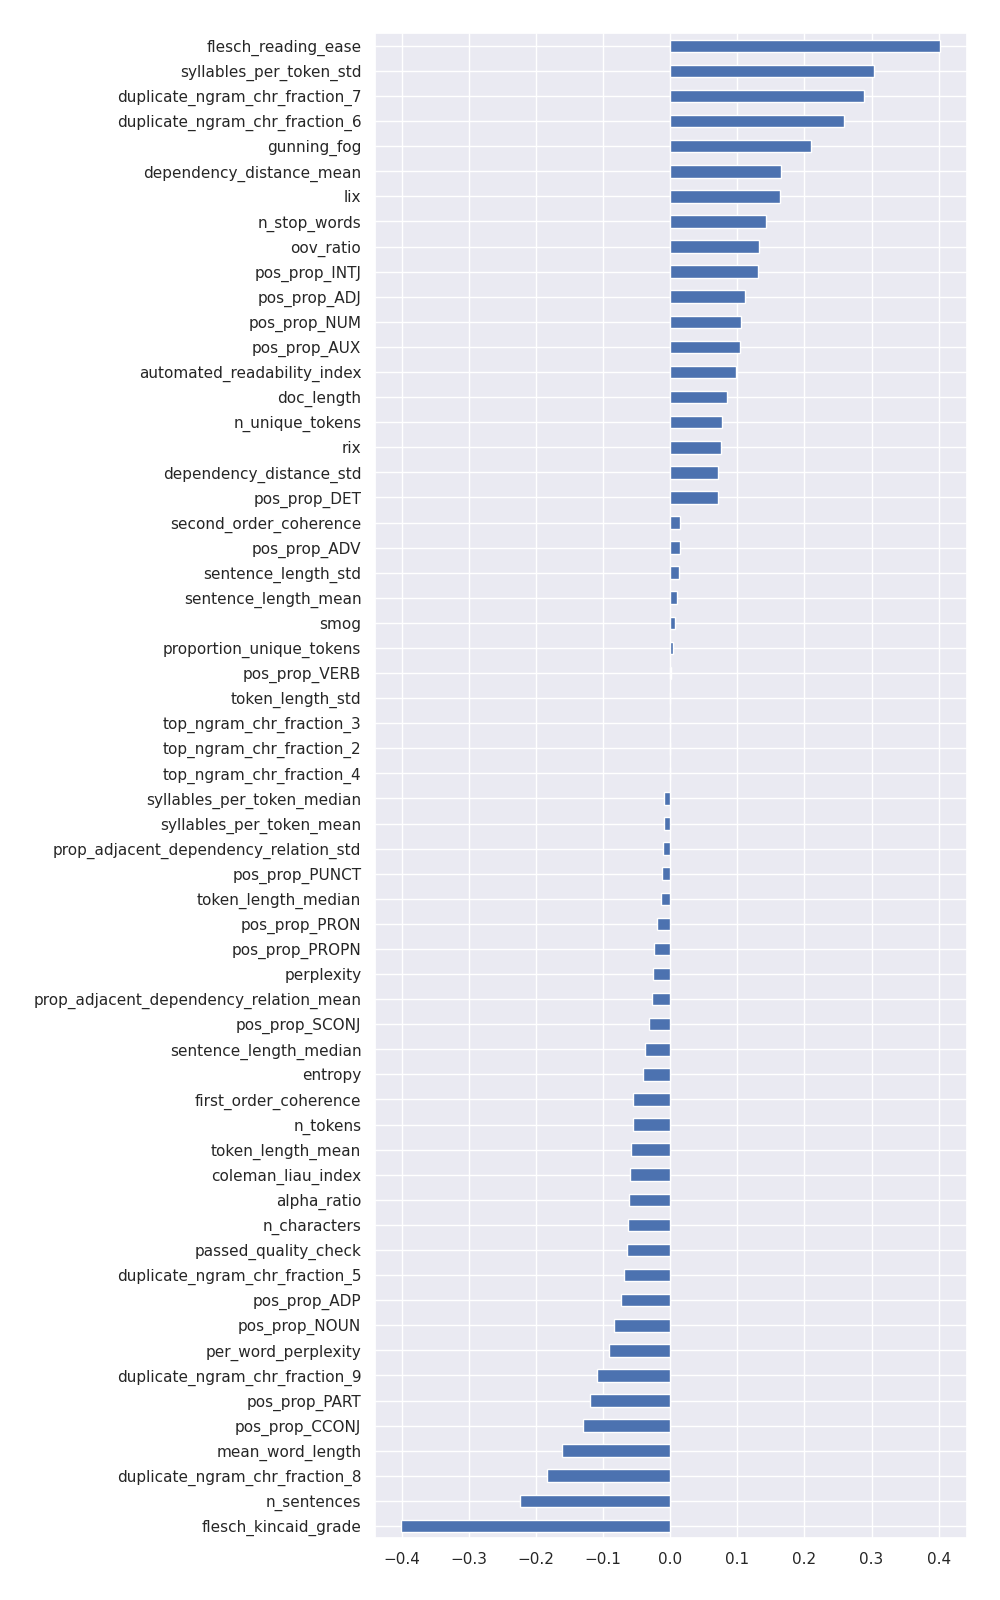 flesch_reading_ease
syllables_per_token_std
duplicate_ngram_chr_fraction_7
duplicate_ngram_chr_fraction_6
gunning_fog
dependency_distance_mean
lix
n_stop_words
oov_ratio
pos_prop_INTJ
pos_prop_ADJ
pos_prop_NUM
pos_prop_AUX
automated_readability_index
doc_length
n_unique_tokens
rix
dependency_distance_std
pos_prop_DET
second_order_coherence
pos_prop_ADV
sentence_length_std
sentence_length_mean
smog
proportion_unique_tokens
pos_prop_VERB
token_length_std
top_ngram_chr_fraction_3
top_ngram_chr_fraction_2
top_ngram_chr_fraction_4
syllables_per_token_median
syllables_per_token_mean
prop_adjacent_dependency_relation_std
pos_prop_PUNCT
token_length_median
pos_prop_PRON
pos_prop_PROPN
perplexity
prop_adjacent_dependency_relation_mean
pos_prop_SCONJ
sentence_length_median
entropy
first_order_coherence
n_tokens
token_length_mean
coleman_liau_index
alpha_ratio
n_characters
passed_quality_check
duplicate_ngram_chr_fraction_5
pos_prop_ADP
pos_prop_NOUN
per_word_perplexity
duplicate_ngram_chr_fraction_9
pos_prop_PART
pos_prop_CCONJ
mean_word_length
duplicate_ngram_chr_fraction_8
n_sentences
flesch_kincaid_grade
−0.4 −0.3 −0.2 −0.1 0.0 0.1 0.2 0.3 0.4